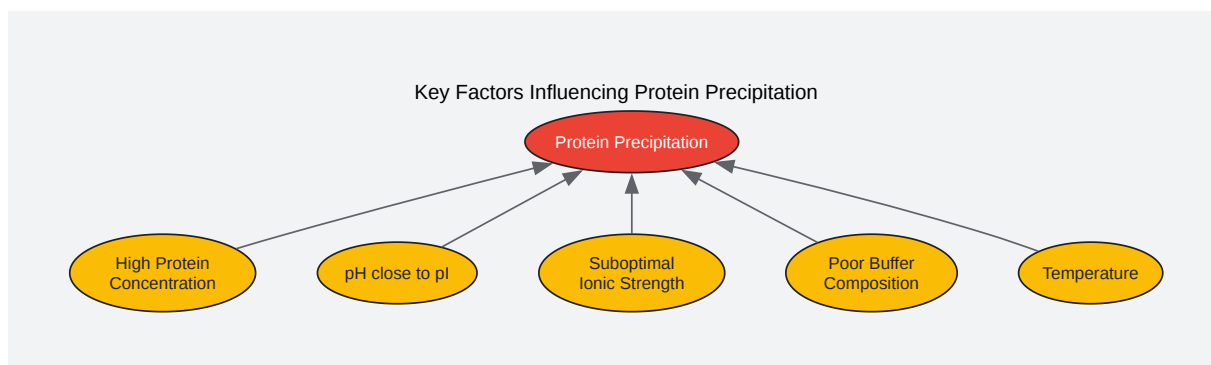 Key Factors Influencing Protein Precipitation
Protein Precipitation
High Protein
Concentration
pH close to pI
Suboptimal
Ionic Strength
Poor Buffer
Composition
Temperature